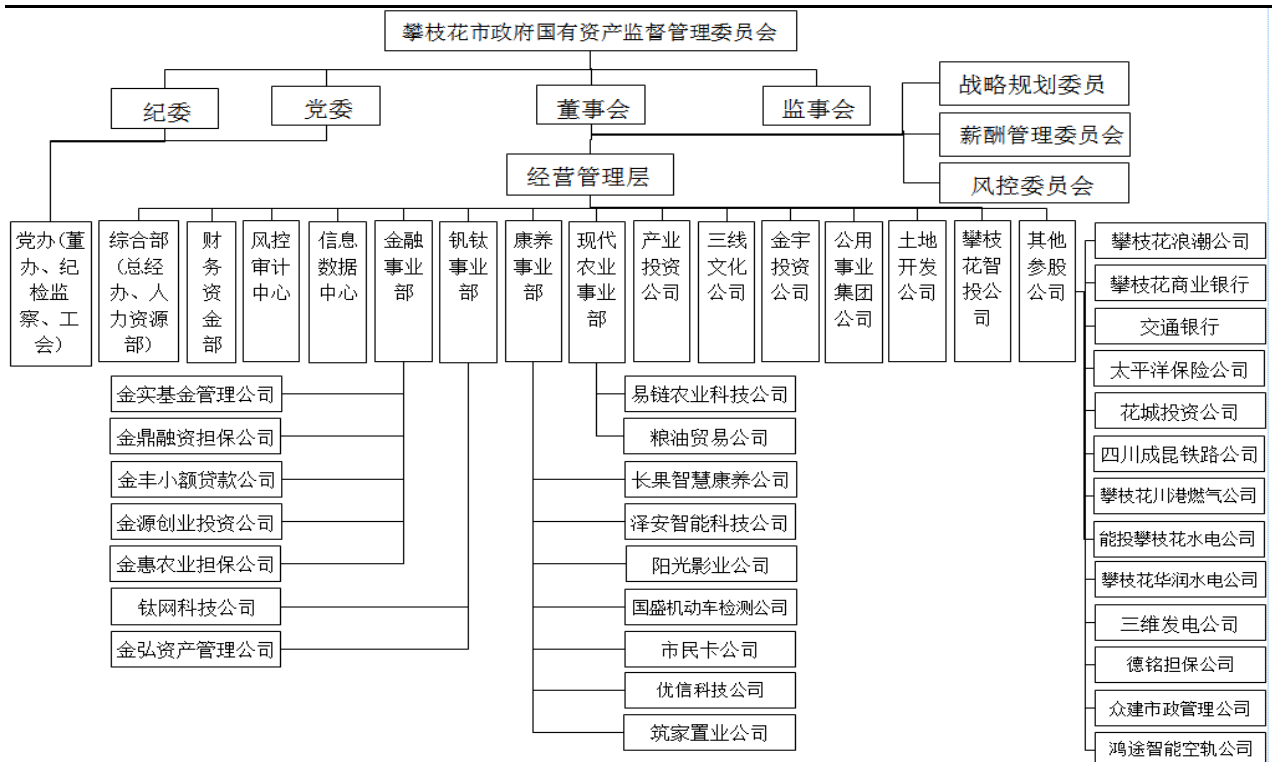 攀枝花市政府国有资产监督管理委员会
纪委
党委
董事会
监事会
战略规划委员
薪酬管理委员会
风控委员会
经营管理层
党办(董
办、纪
检监
察、工
会)
综合部
(总经
办、人
力资源
部)
财
务
资
金
部
风控
审计
中心
信息
数据
中心
金融
事业
部
钒钛
事业
部
康养
事业
部
现代
农业
事业
部
产业
投资
公司
三线
文化
公司
金宇
投资
公司
公用
事业
集团
公司
土地
开发
公司
攀枝
花智
投公
司
其他
参股
公司
金实基金管理公司
金鼎融资担保公司
金丰小额贷款公司
金源创业投资公司
金惠农业担保公司
钛网科技公司
金弘资产管理公司
易链农业科技公司
粮油贸易公司
长果智慧康养公司
泽安智能科技公司
阳光影业公司
国盛机动车检测公司
市民卡公司
优信科技公司
筑家置业公司
攀枝花浪潮公司
攀枝花商业银行
交通银行
太平洋保险公司
花城投资公司
四川成昆铁路公司
攀枝花川港燃气公司
能投攀枝花水电公司
攀枝花华润水电公司
三维发电公司
德铭担保公司
众建市政管理公司
鸿途智能空轨公司